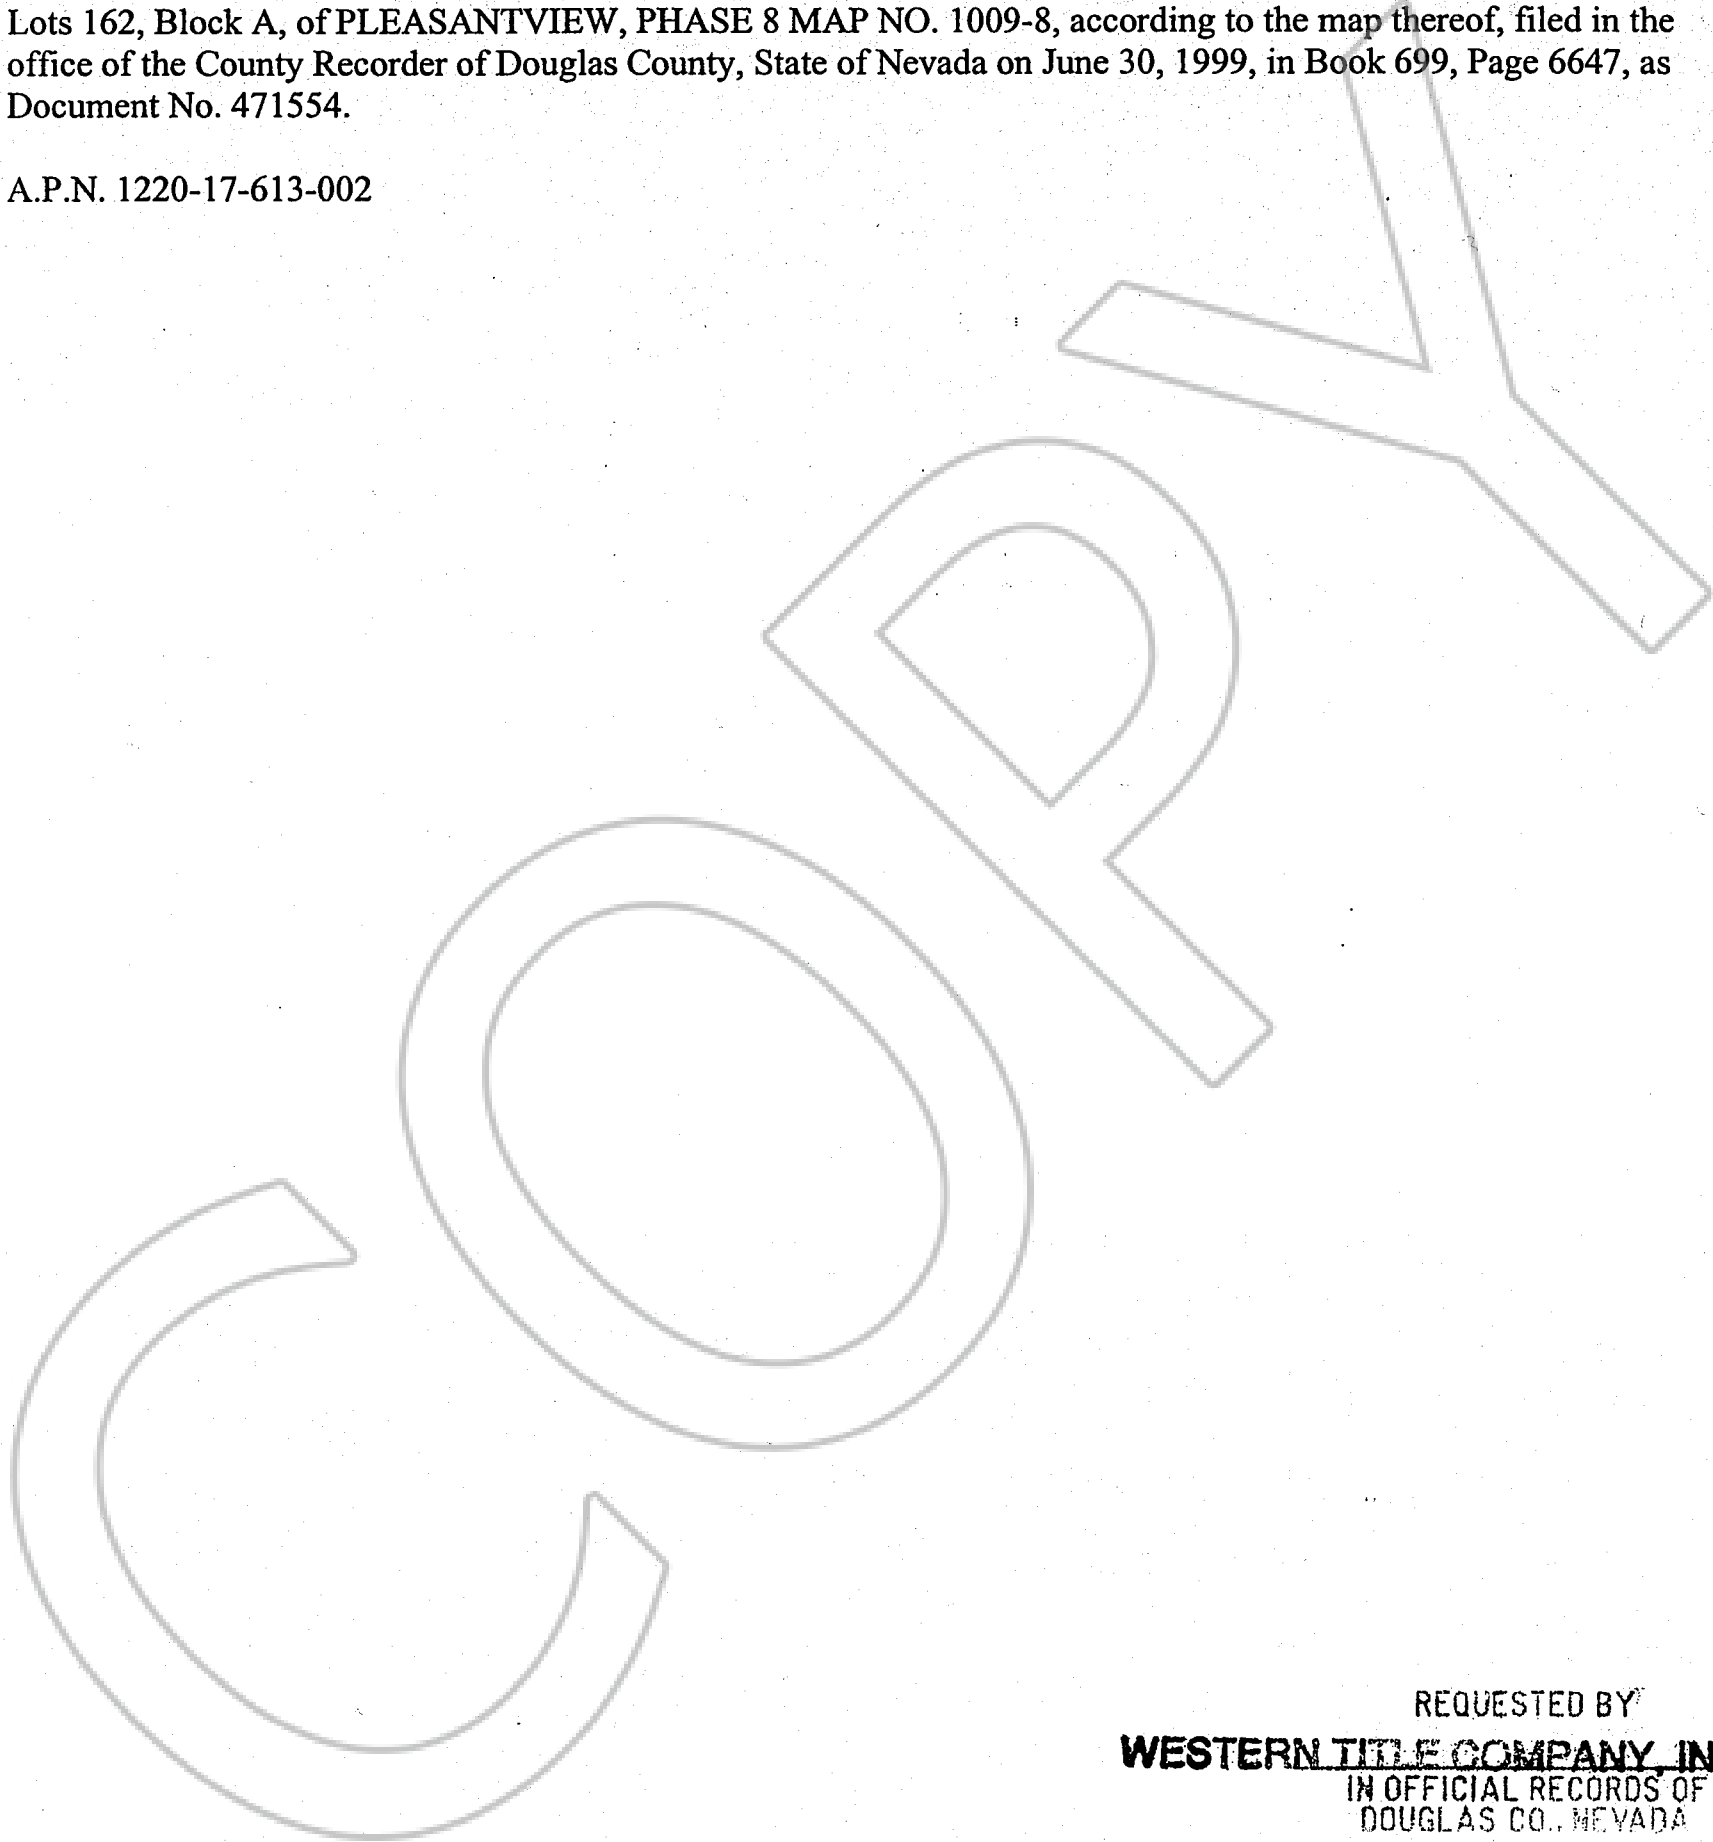 Lots 162, Block A, of PLEASANTVIEW, PHASE 8 MAP NO. 1009-8, according to the map thereof, filed in the
office of the County Recorder of Douglas County, State of Nevada on June 30, 1999, in Book 699, Page 6647, as
Document No. 471554.
A.P.N. 1220-17-613-002
COPY
REQUESTED BY
WESTERN TITLE COMPANY, IN
IN OFFICIAL RECORDS OF
DOUGLAS CO., NEVADA